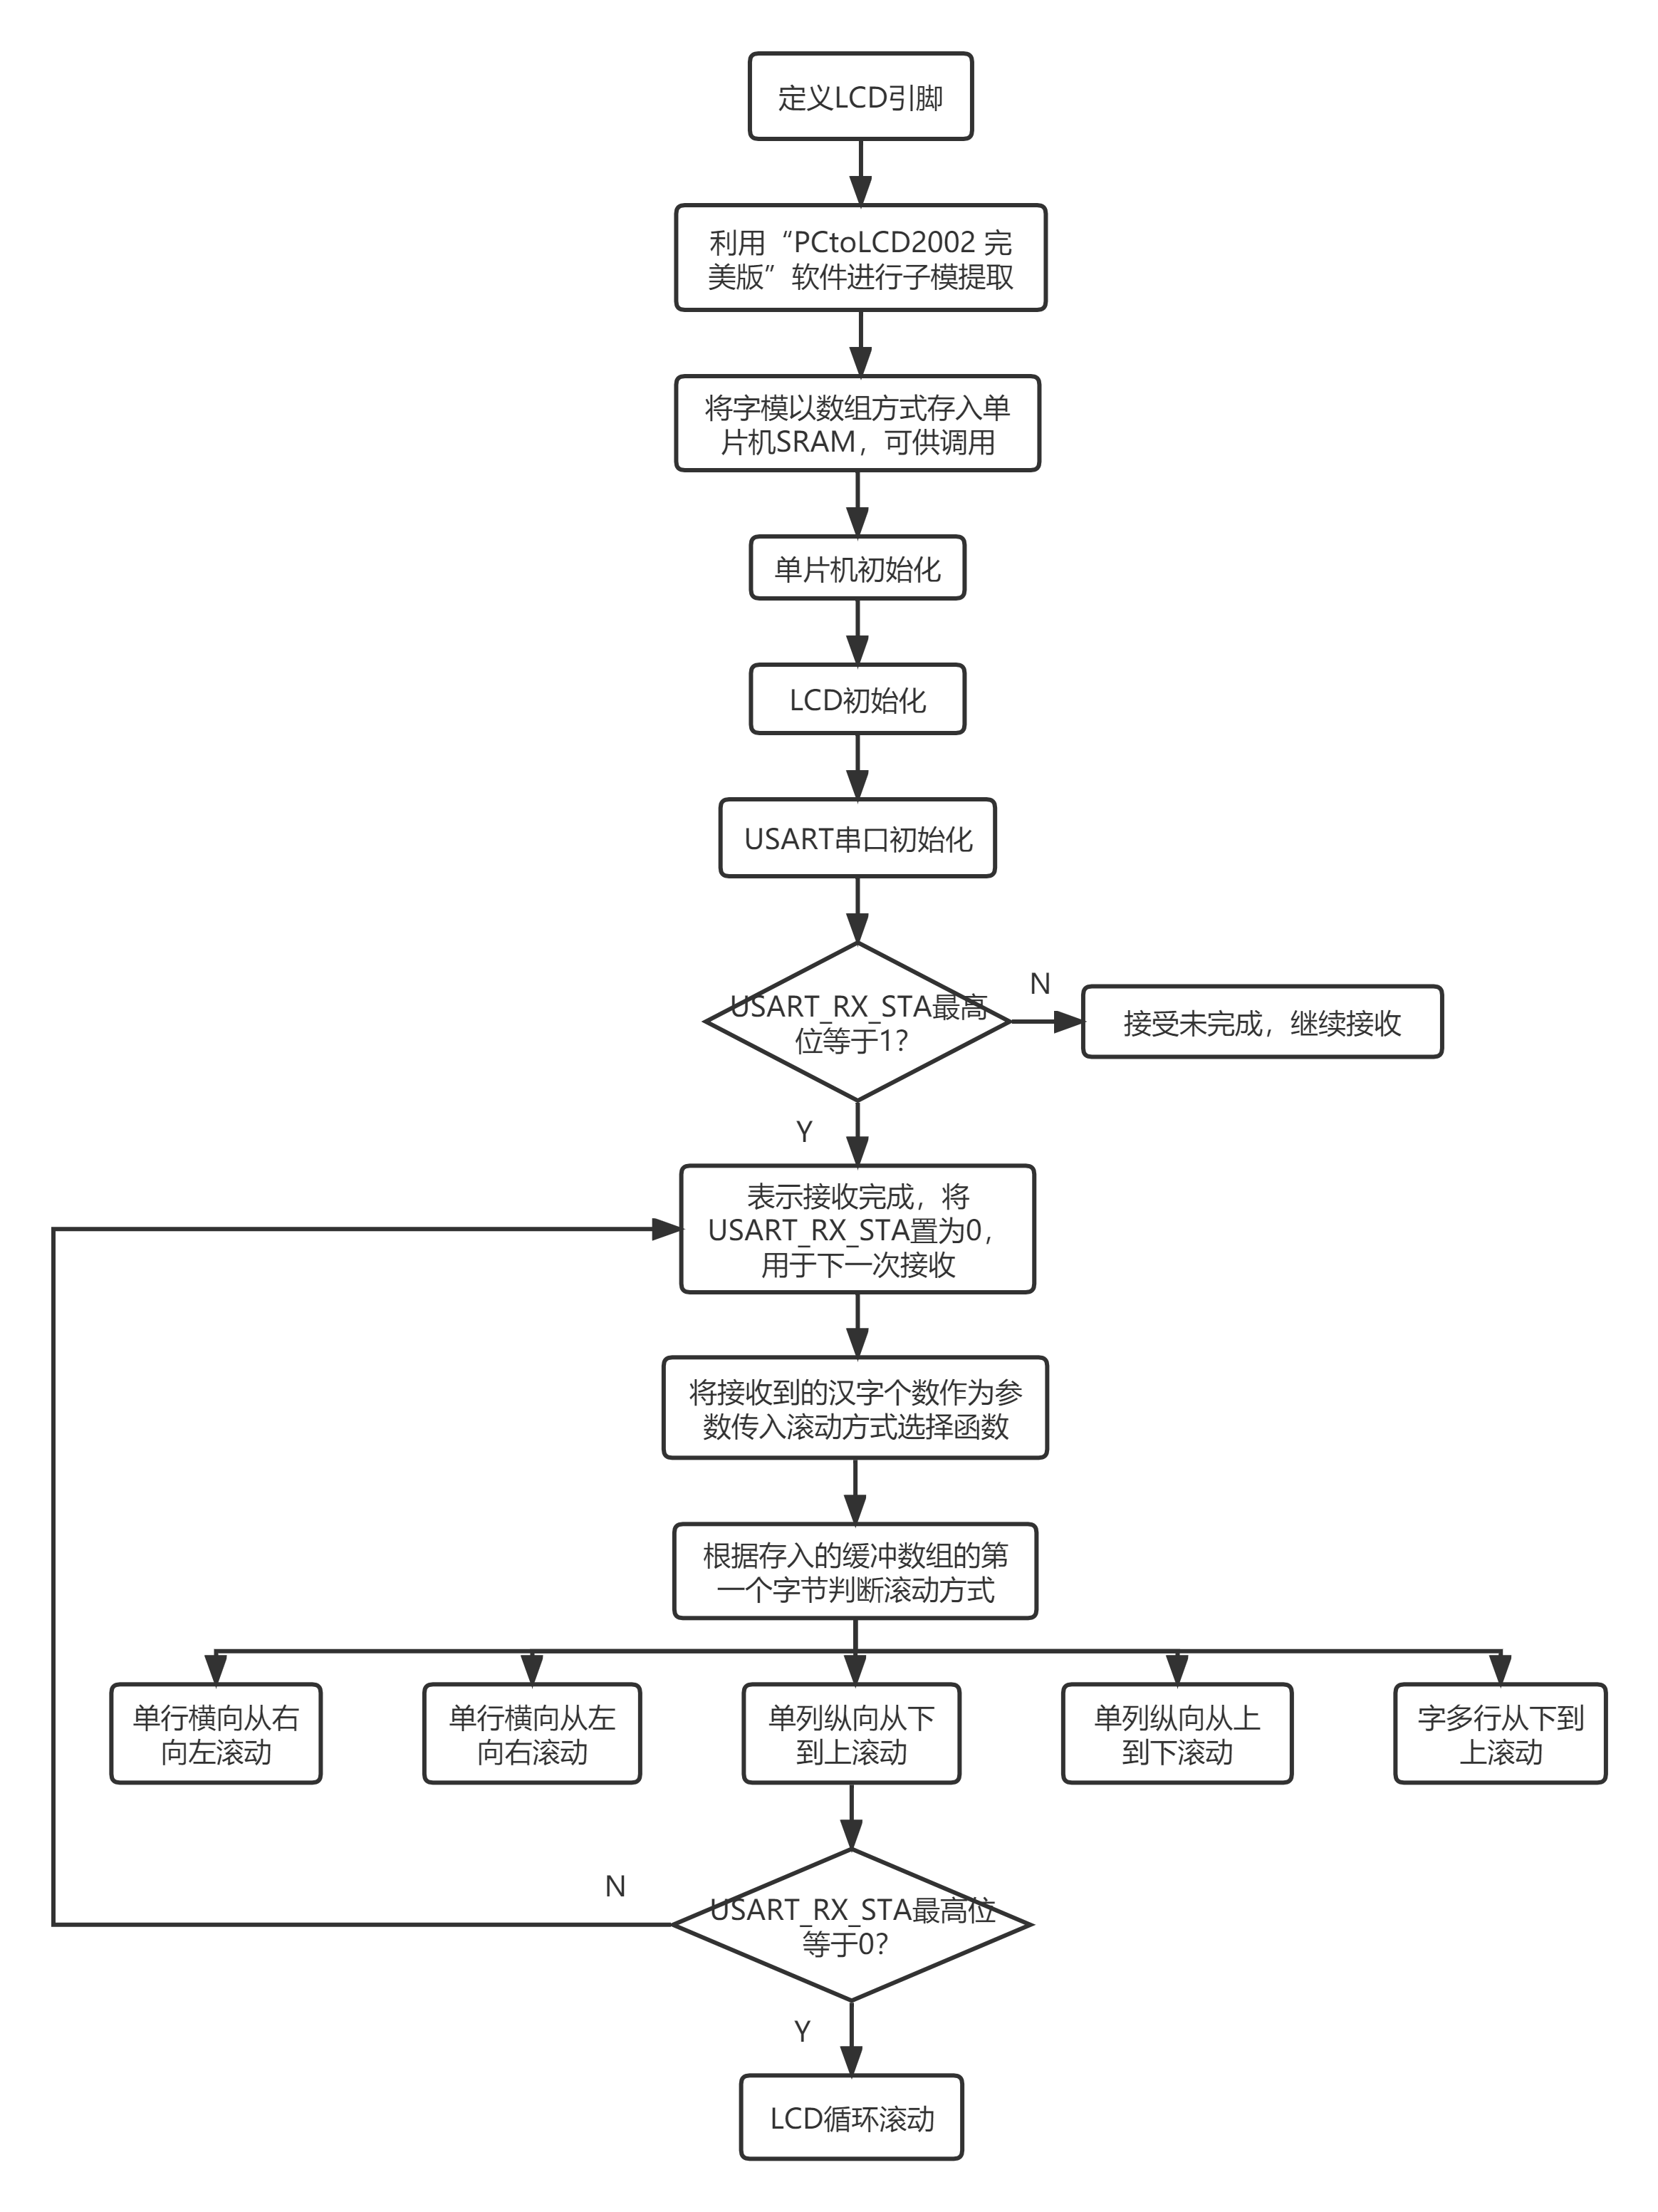 定义LCD引脚
利用“PCtoLCD2002 完
美版”软件进行子模提取
将字模以数组方式存入单
片机SRAM，可供调用
单片机初始化
LCD初始化
USART串口初始化
USART_RX_STA最高
位等于1？
N
接受未完成，继续接收
Y
表示接收完成，将
USART_RX_STA置为0，
用于下一次接收
将接收到的汉字个数作为参
数传入滚动方式选择函数
根据存入的缓冲数组的第
一个字节判断滚动方式
单行横向从右
向左滚动
单行横向从左
向右滚动
单列纵向从下
到上滚动
单列纵向从上
到下滚动
字多行从下到
上滚动
N
USART_RX_STA最高位
等于0？
Y
LCD循环滚动